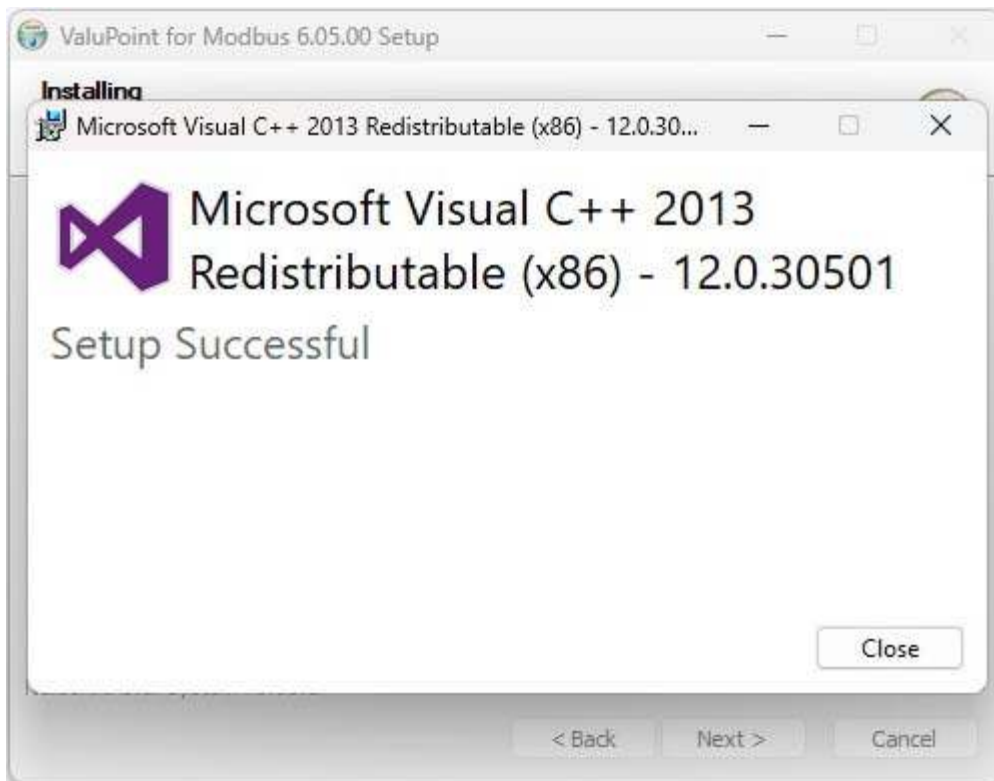 ValuPoint for Modbus 6.05.00 Setup
Installing
Microsoft Visual C++ 2013 Redistributable (x86) - 12.0.30...
Microsoft Visual C++ 2013
Redistributable (x86) - 12.0.30501
Setup Successful
Close
< Back Next > Cancel